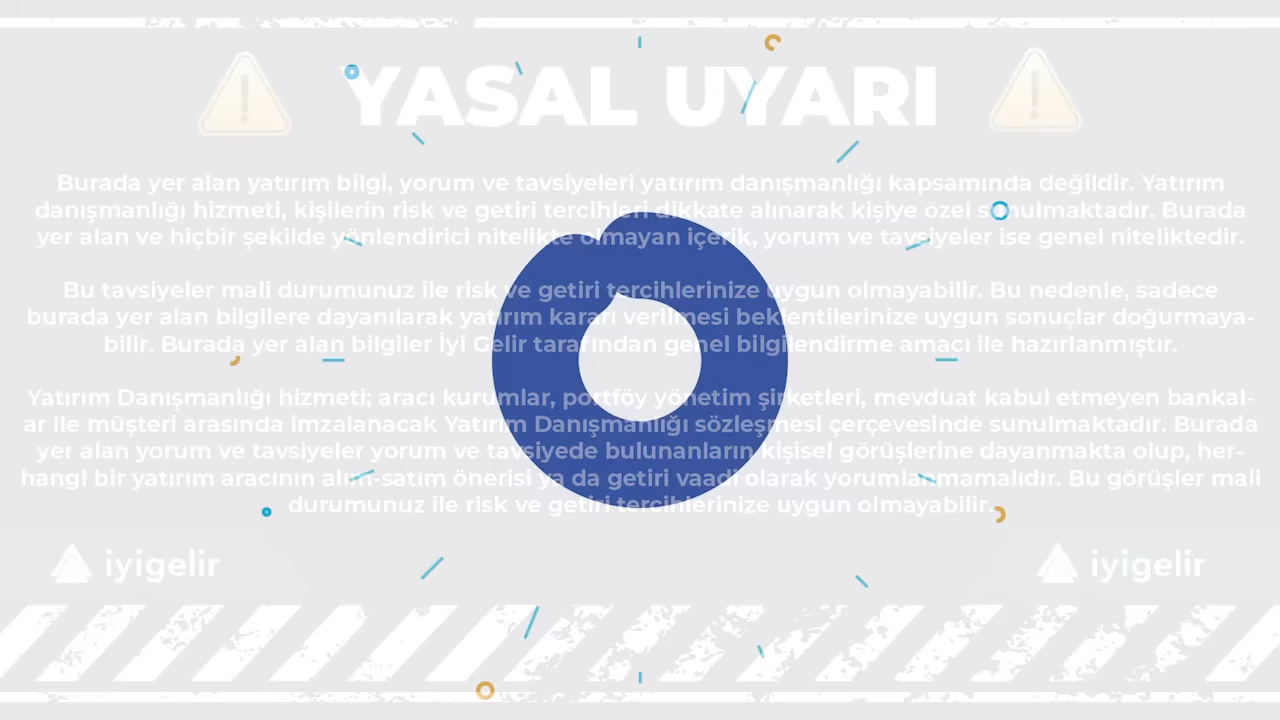 YASAL UYARI
Burada yer alan yatırım bilgi, yorum ve tavsiyeleri yatırım danışmanlığı kapsamında değildir. Yatırım
danışmanlığı hizmeti, kişilerin risk ve getiri tercihleri dikkate alınarak kişiye özel sunulmaktadır. Burada
yer alan ve hiçbir şekilde yönlendirici nitelikte olmayan içerik, yorum ve tavsiyeler ise genel niteliktedir.
Bu tavsiyeler mali durumunuz ile risk ve getiri tercihlerinize uygun olmayabilir. Bu nedenle, sadece
burada yer alan bilgilere dayanılarak yatırım kararı verilmesi beklentilerinize uygun sonuçlar doğurmaya-
bilir. Burada yer alan bilgiler İyi Gelir tarafından genel bilgilendirme amacı ile hazırlanmıştır.
Yatırım Danışmanlığı hizmeti; aracı kurumlar, portföy yönetim şirketleri, mevduat kabul etmeyen bankal-
ar ile müşteri arasında imzalanacak Yatırım Danışmanlığı sözleşmesi çerçevesinde sunulmaktadır. Burada
yer alan yorum ve tavsiyeler yorum ve tavsiyede bulunanların kişisel görüşlerine dayanmakta olup, her-
hangi bir yatırım aracının alım-satım önerisi ya da getiri vaadi olarak yorumlanmamalıdır. Bu görüşler mali
durumunuz ile risk ve getiri tercihlerinize uygun olmayabilir.
iyigelir
iyigelir